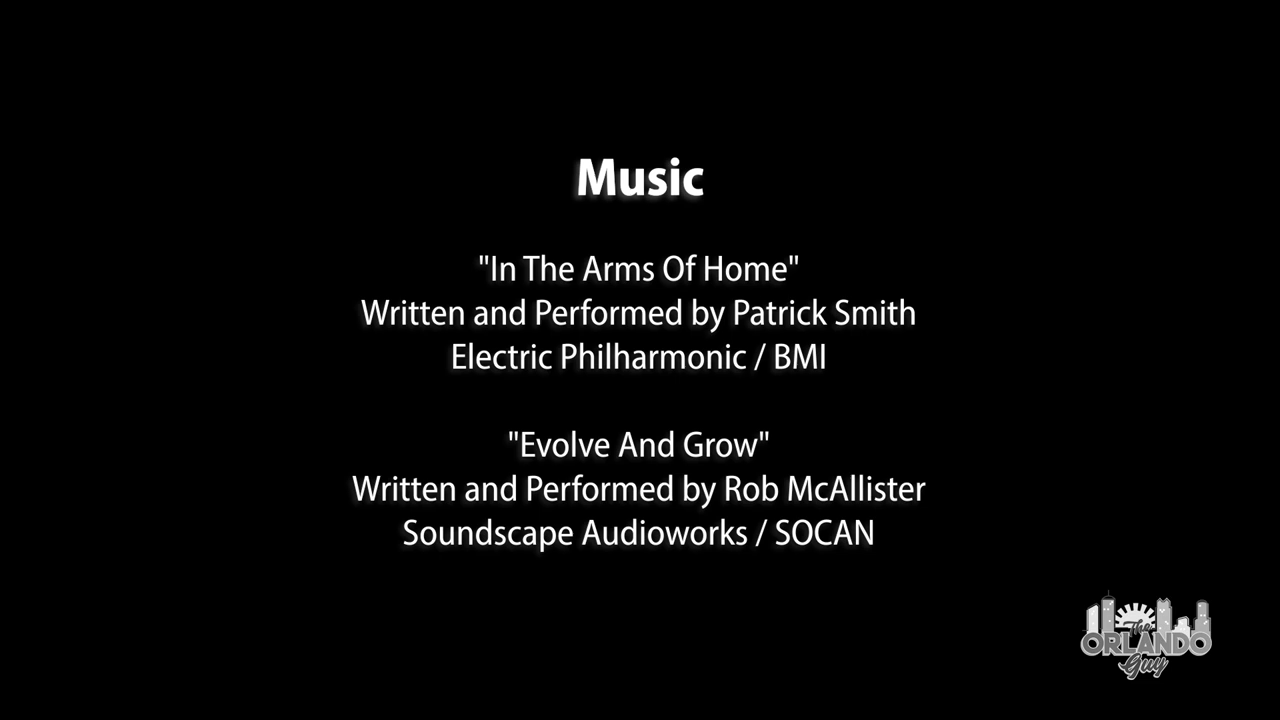 Music
"In The Arms Of Home"
Written and Performed by Patrick Smith
Electric Philharmonic / BMI
"Evolve And Grow"
Written and Performed by Rob McAllister
Soundscape Audioworks / SOCAN
The
ORLANDO
Guy